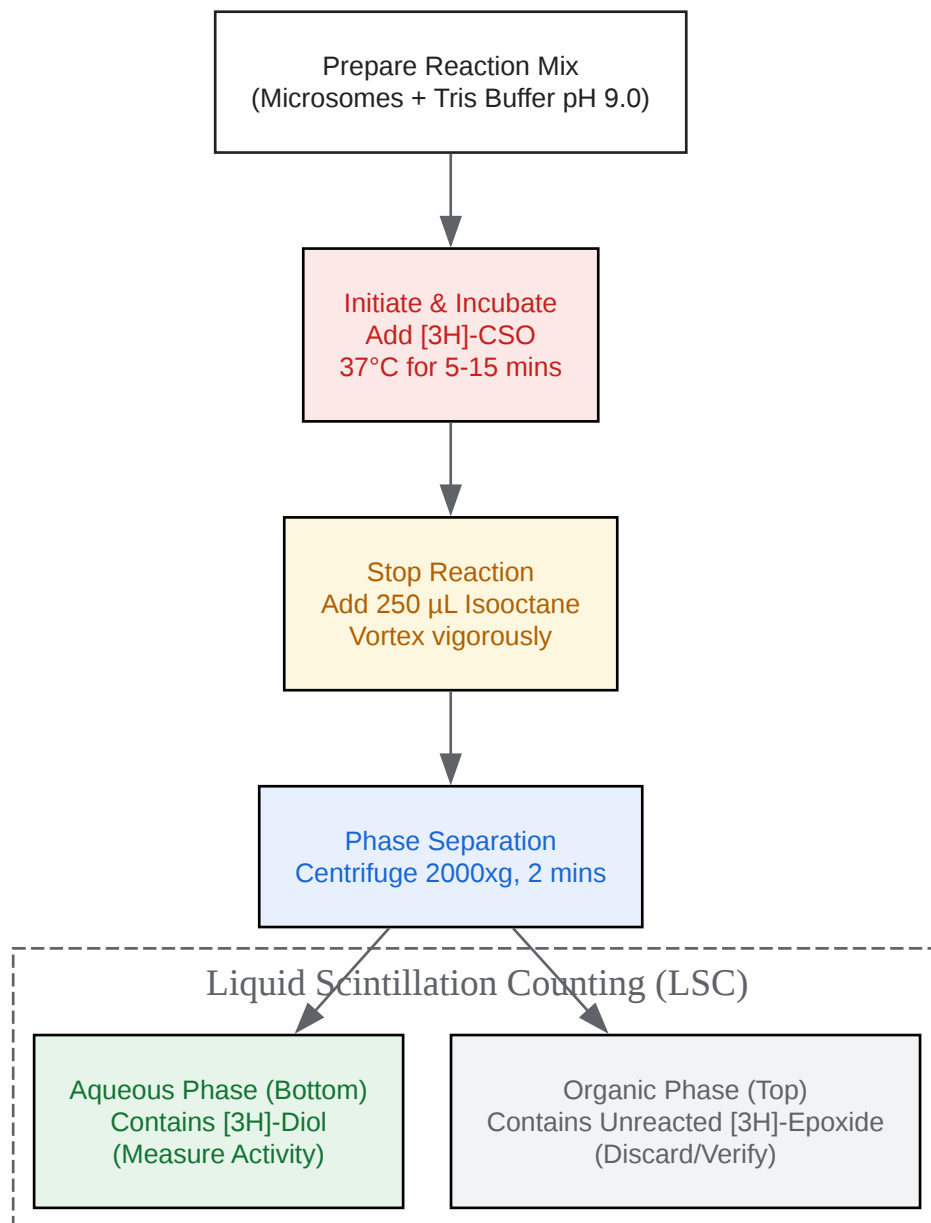 Prepare Reaction Mix
(Microsomes + Tris Buffer pH 9.0)
Initiate & Incubate
Add [3H]-CSO
37°C for 5-15 mins
Stop Reaction
Add 250 µL Isooctane
Vortex vigorously
Phase Separation
Centrifuge 2000xg, 2 mins
Liquid Scintillation Counting (LSC)
Aqueous Phase (Bottom)
Contains [3H]-Diol
(Measure Activity)
Organic Phase (Top)
Contains Unreacted [3H]-Epoxide
(Discard/Verify)